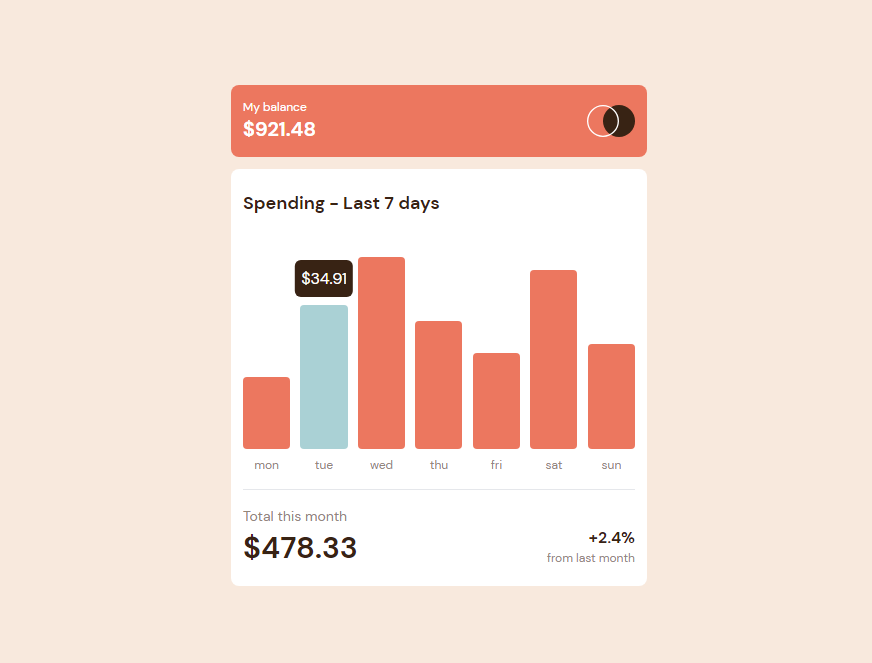 My balance
$921.48
Spending - Last 7 days
$34.91
mon tue wed thu fri sat sun
Total this month
$478.33
+2.4%
from last month